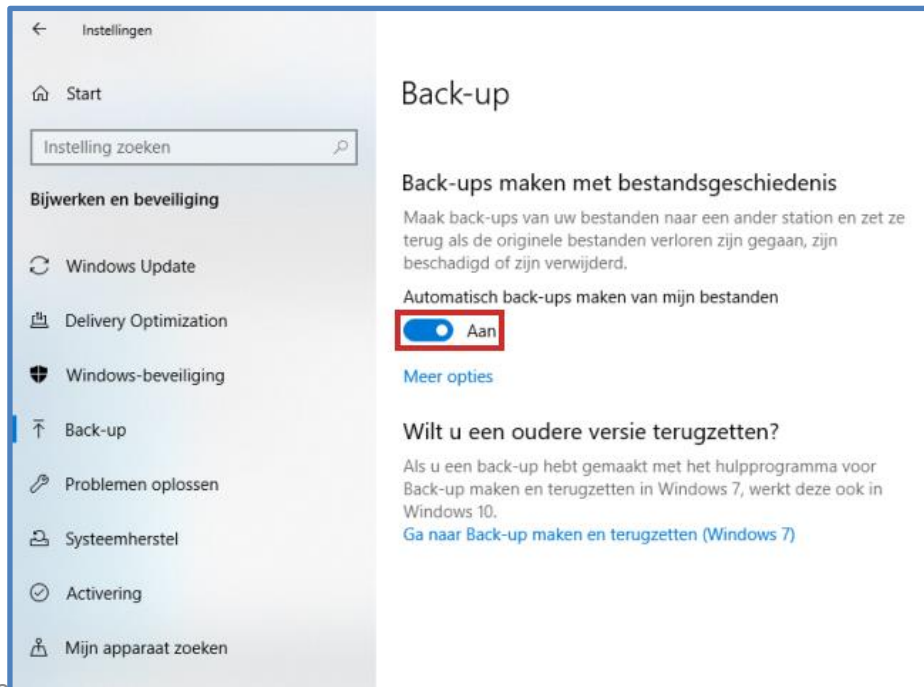 Instellingen
Start
Instelling zoeken
Bijwerken en beveiliging
Windows Update
Delivery Optimization
Windows-beveiliging
Back-up
Problemen oplossen
Systeemherstel
Activering
Mijn apparaat zoeken
Back-up
Back-ups maken met bestandsgeschiedenis
Maak back-ups van uw bestanden naar een ander station en zet ze
terug als de originele bestanden verloren zijn gegaan, zijn
beschadigd of zijn verwijderd.
Automatisch back-ups maken van mijn bestanden
Aan
Meer opties
Wilt u een oudere versie terugzetten?
Als u een back-up hebt gemaakt met het hulpprogramma voor
Back-up maken en terugzetten in Windows 7, werkt deze ook in
Windows 10.
Ga naar Back-up maken en terugzetten (Windows 7)